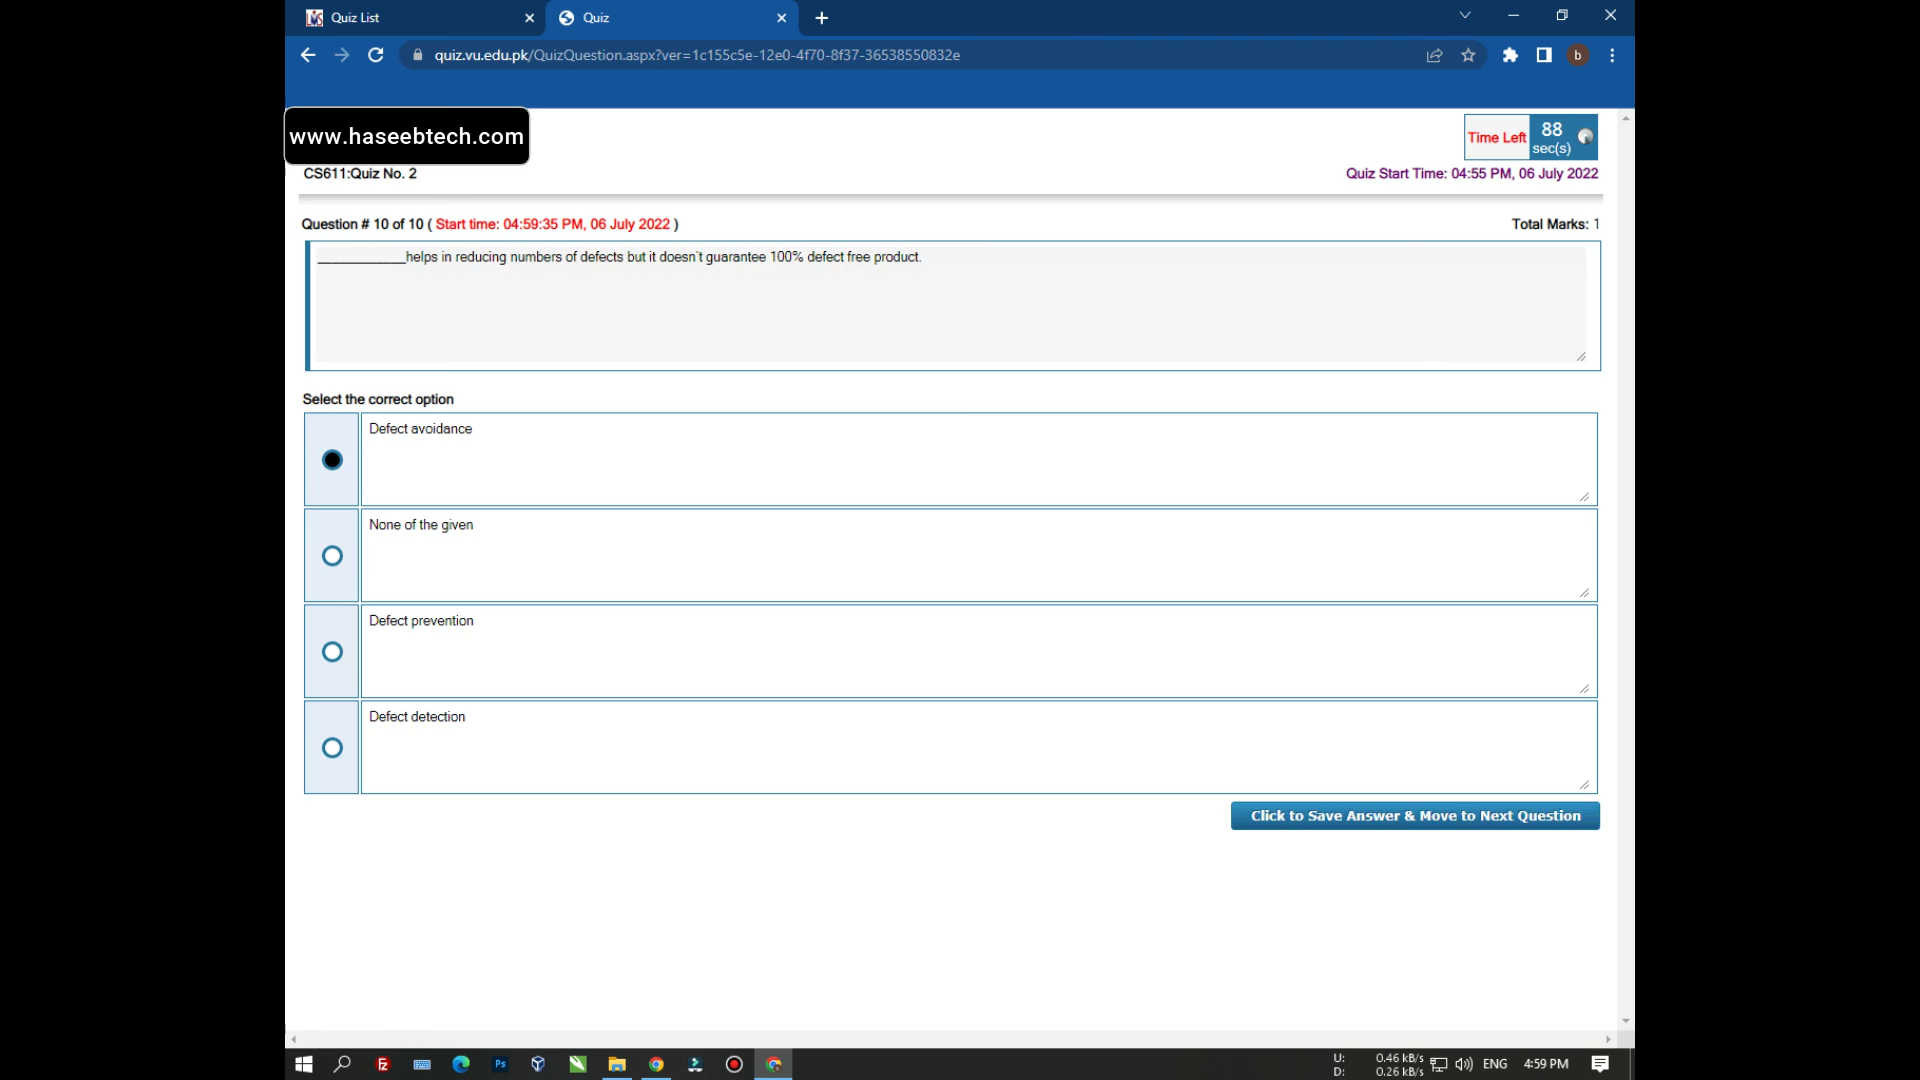 Quiz List
Quiz
quiz.vu.edu.pk/QuizQuestion.aspx?ver=1c155c5e-12e0-4f70-8f37-36538550832e
b
www.haseebtech.com
Time Left
88
sec(s)
CS611:Quiz No. 2
Quiz Start Time: 04:55 PM, 06 July 2022
Question # 10 of 10 ( Start time: 04:59:35 PM, 06 July 2022 )
Total Marks: 1
____________helps in reducing numbers of defects but it doesn't guarantee 100% defect free product.
Select the correct option
Defect avoidance
None of the given
Defect prevention
Defect detection
Click to Save Answer & Move to Next Question
Ps
U: 0.46 kB/s
D: 0.26 kB/s
ENG
4:59 PM